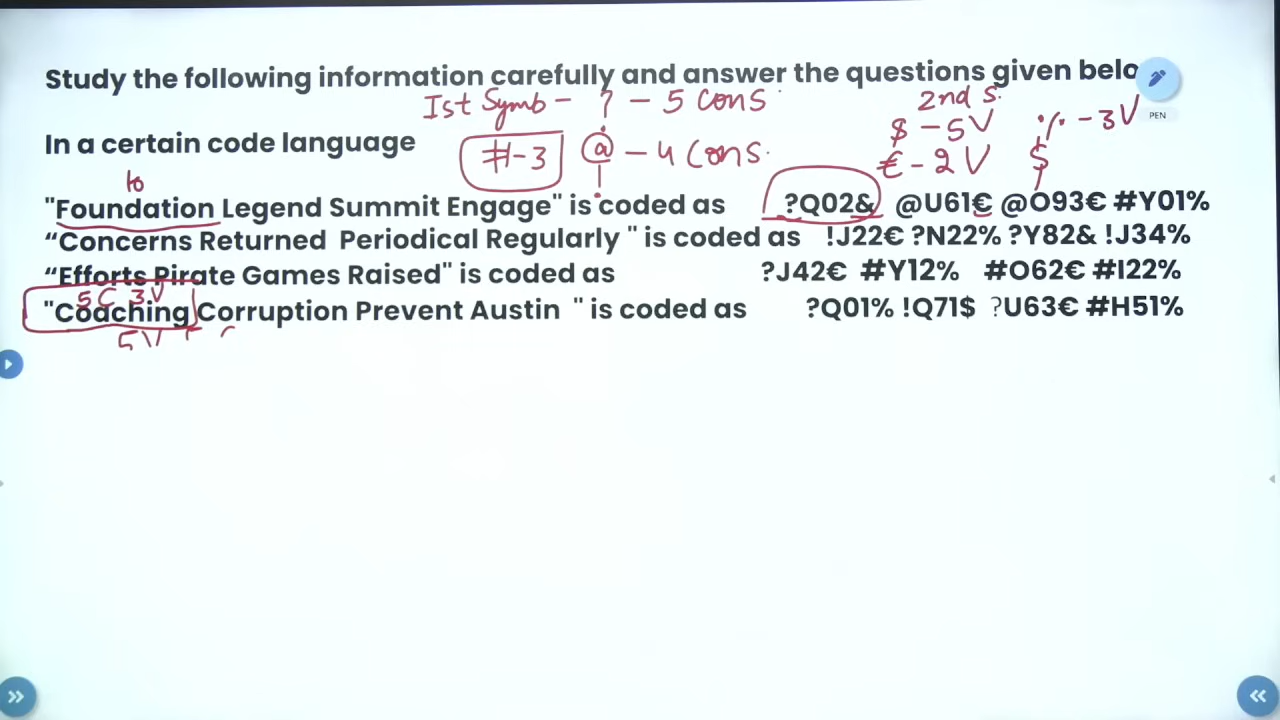 Study the following information carefully and answer the questions given belo
Ist Symb - ? - 5 Cons
2nd S.
#-3
@ - 4 Cons.
$ - 5V
% - 3V
€ - 2V
$
PEN
In a certain code language
10
"Foundation Legend Summit Engage" is coded as ?Q02& @U61€ @O93€ #Y01%
“Concerns Returned Periodical Regularly " is coded as !J22€ ?N22% ?Y82& !J34%
“Efforts Pirate Games Raised" is coded as ?J42€ #Y12% #O62€ #I22%
5C 3V
"Coaching Corruption Prevent Austin " is coded as ?Q01% !Q71$ ?U63€ #H51%
5V